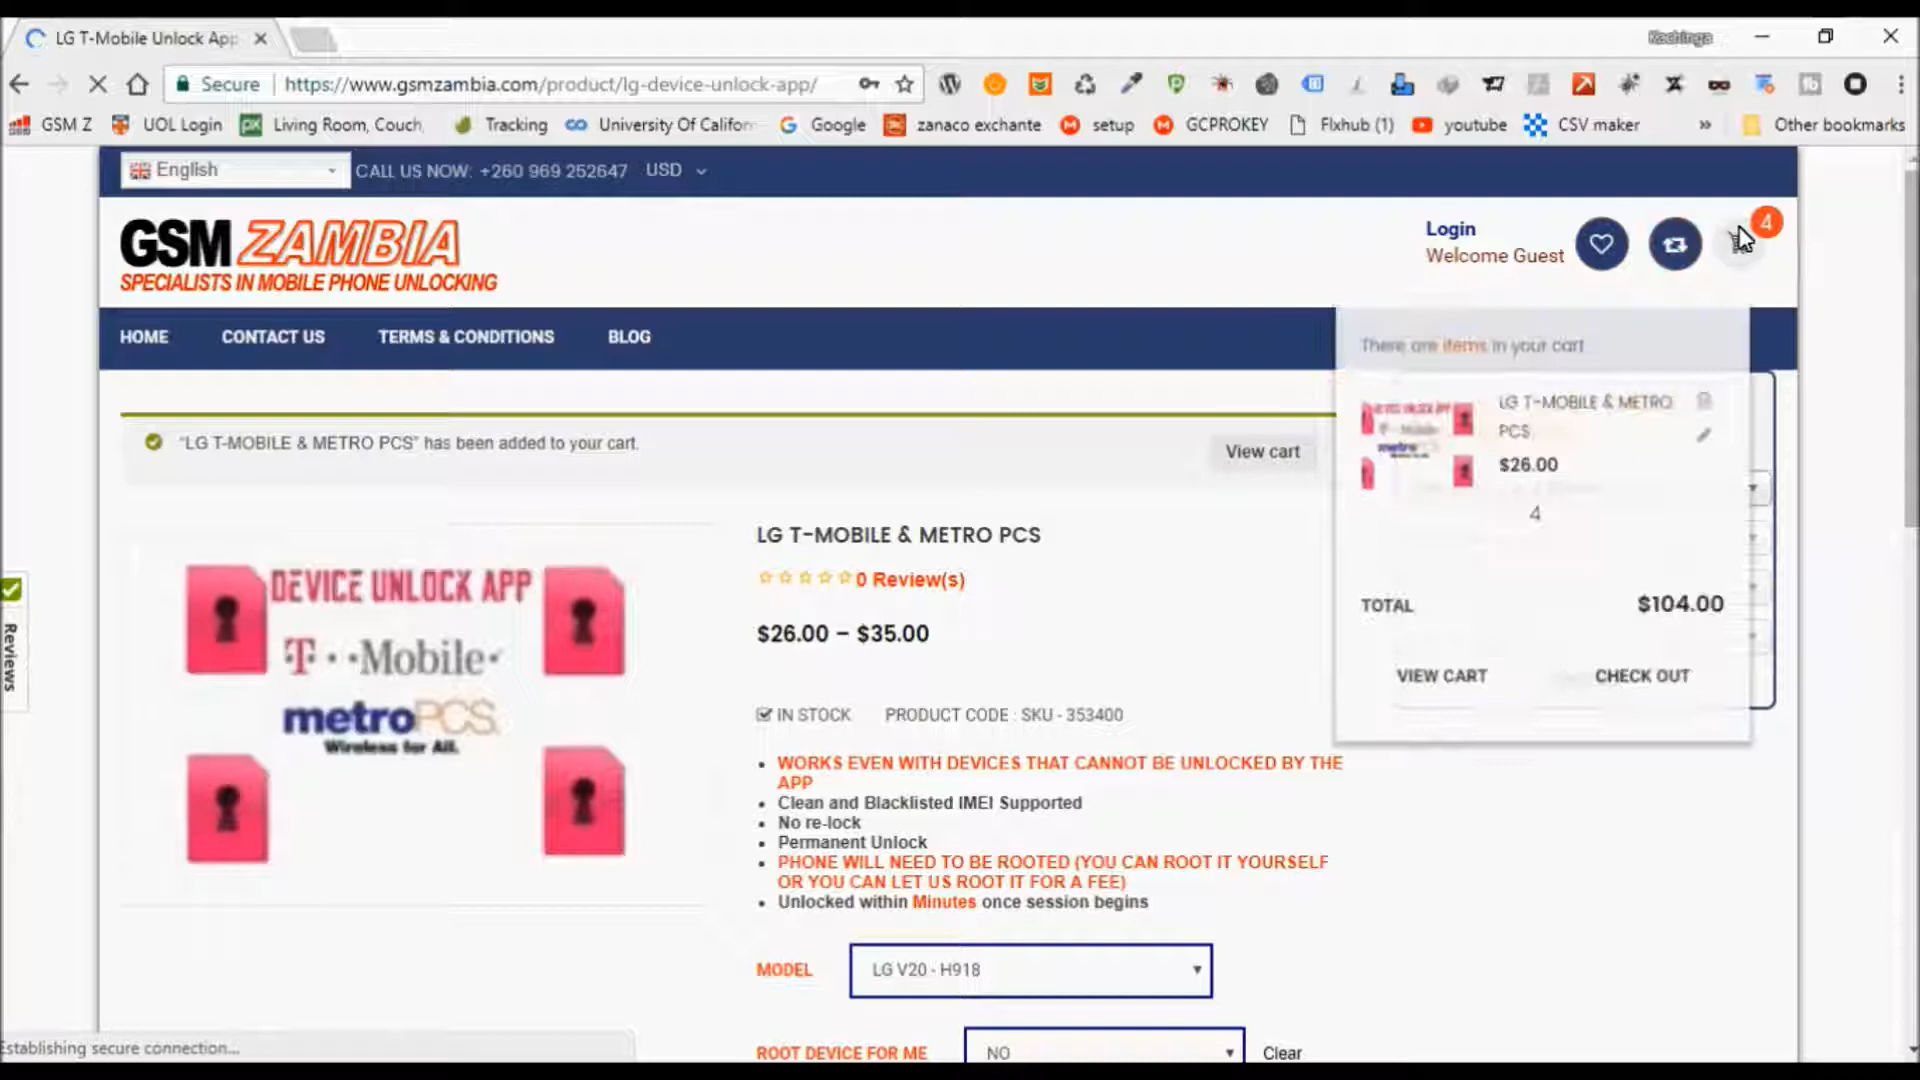 LG T-Mobile Unlock App
Kachinga
Secure https://www.gsmzambia.com/product/lg-device-unlock-app/
GSM Z UOL Login Living Room, Couch, Tracking University Of Califor Google zanaco exchante setup GCPROKEY Flxhub (1) youtube CSV maker » Other bookmarks
English CALL US NOW: +260 969 252647 USD
GSM ZAMBIA
SPECIALISTS IN MOBILE PHONE UNLOCKING
Login
Welcome Guest
4
HOME CONTACT US TERMS & CONDITIONS BLOG
There are items in your cart
LG T-MOBILE & METRO
PCS
$26.00
4
TOTAL $104.00
VIEW CART CHECK OUT
"LG T-MOBILE & METRO PCS" has been added to your cart.
View cart
Reviews
DEVICE UNLOCK APP
T··Mobile·
metroPCS.
Wireless for All.
LG T-MOBILE & METRO PCS
0 Review(s)
$26.00 – $35.00
IN STOCK PRODUCT CODE : SKU - 353400
• WORKS EVEN WITH DEVICES THAT CANNOT BE UNLOCKED BY THE
APP
• Clean and Blacklisted IMEI Supported
• No re-lock
• Permanent Unlock
• PHONE WILL NEED TO BE ROOTED (YOU CAN ROOT IT YOURSELF
OR YOU CAN LET US ROOT IT FOR A FEE)
• Unlocked within Minutes once session begins
MODEL LG V20 - H918
ROOT DEVICE FOR ME NO Clear
Establishing secure connection...